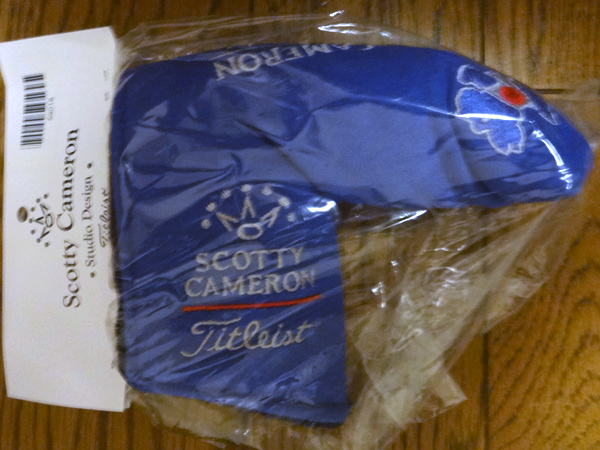 Scotty Cameron
• Studio Design •
Titleist
CAMERON
SCOTTY
CAMERON
Titleist